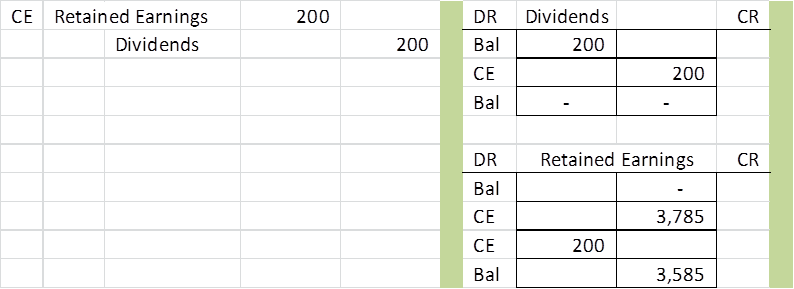 CE Retained Earnings 200
Dividends 200
DR Dividends CR
Bal 200
CE 200
Bal - -
DR Retained Earnings CR
Bal -
CE 3,785
CE 200
Bal 3,585